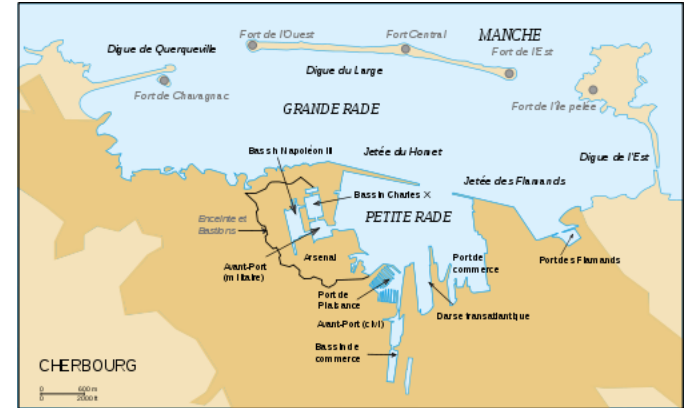 Fort de l'Ouest
Fort Central
MANCHE
Digue de Querqueville
Fort de l'Est
Digue du Large
Fort de Chavagnac
Fort de l'île pelée
GRANDE RADE
Bassin Napoléon III
Jetée du Homet
Digue de l'Est
Jetée des Flamands
Bassin Charles X
Enceinte et
Bastions
PETITE RADE
Arsenal
Port de
commerce
Port des Flamands
Avant-Port
(militaire)
Port de
Plaisance
Darse transatlantique
Avant-Port (civil)
Bassin de
commerce
CHERBOURG
0 600 m
0 2000 ft